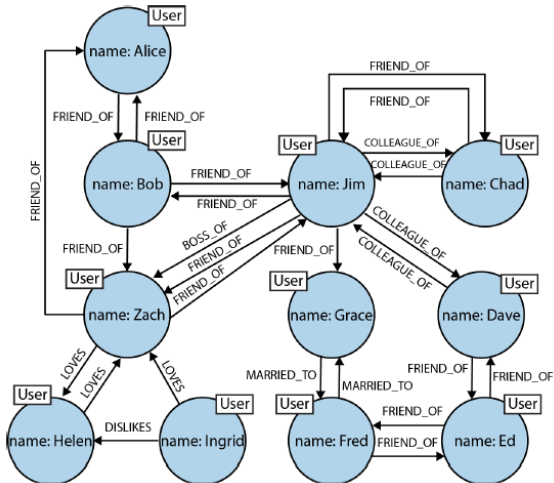 User
name: Alice
FRIEND_OF
FRIEND_OF
FRIEND_OF
FRIEND_OF
FRIEND_OF
User
name: Bob
User
name: Jim
User
name: Chad
COLLEAGUE_OF
COLLEAGUE_OF
FRIEND_OF
FRIEND_OF
FRIEND_OF
BOSS_OF
FRIEND_OF
FRIEND_OF
FRIEND_OF
COLLEAGUE_OF
COLLEAGUE_OF
User
name: Zach
User
name: Grace
User
name: Dave
LOVES
LOVES
LOVES
MARRIED_TO
MARRIED_TO
FRIEND_OF
FRIEND_OF
User
name: Helen
DISLIKES
User
name: Ingrid
User
name: Fred
FRIEND_OF
FRIEND_OF
User
name: Ed